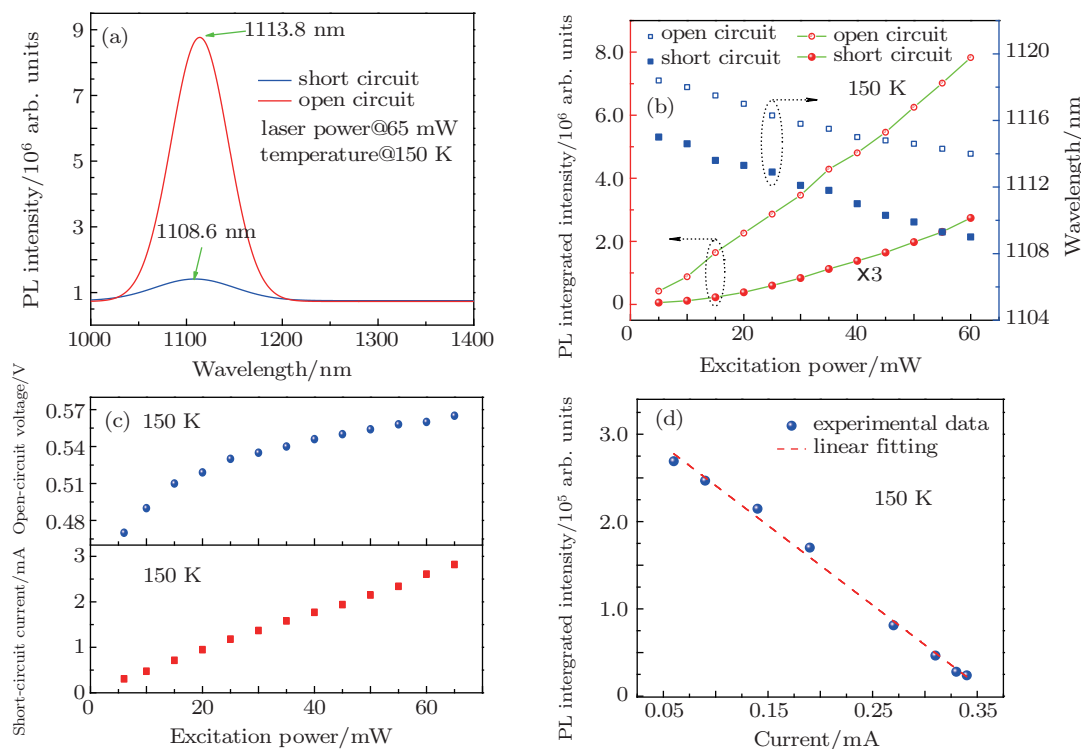 (a)
1113.8 nm
short circuit
open circuit
laser power@65 mW
temperature@150 K
1108.6 nm
PL intensity/10⁶ arb. units
9
7
5
3
1
1000 1100 1200 1300 1400
Wavelength/nm
open circuit open circuit
short circuit short circuit
(b) 150 K
×3
PL intergrated intensity/10⁶ arb. units
8.0
6.0
4.0
2.0
0
1120
1116
1112
1108
1104
Wavelength/nm
0 20 40 60
Excitation power/mW
(c) 150 K
Open-circuit voltage/V
0.57
0.54
0.51
0.48
150 K
Short-circuit current/mA
3
2
1
0
0 20 40 60
Excitation power/mW
(d)
experimental data
linear fitting
150 K
PL intergrated intensity/10⁵ arb. units
3.0
2.0
1.0
0
0.05 0.15 0.25 0.35
Current/mA